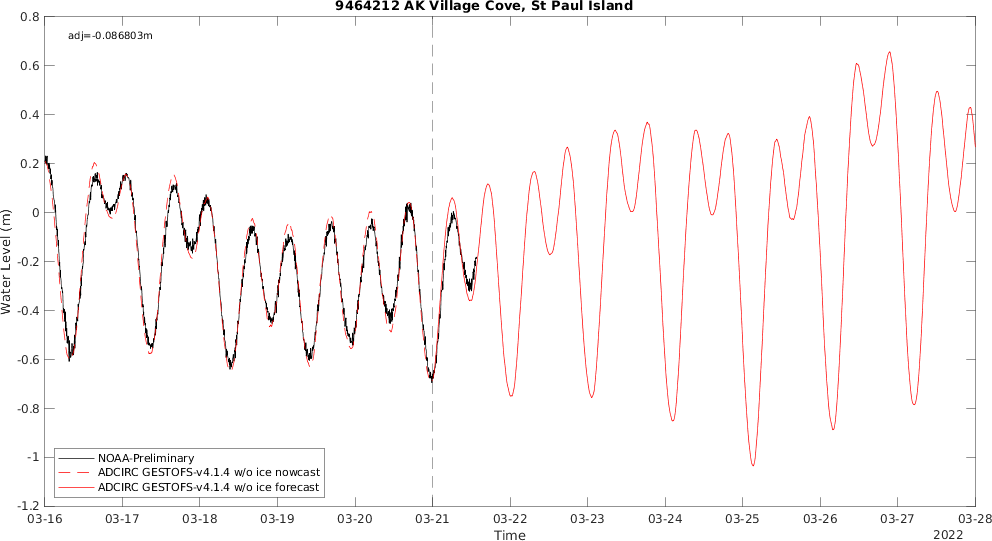 9464212 AK Village Cove, St Paul Island
adj=-0.086803m
0.8
0.6
0.4
0.2
0
-0.2
-0.4
-0.6
-0.8
-1
-1.2
Water Level (m)
NOAA-Preliminary
ADCIRC GESTOFS-v4.1.4 w/o ice nowcast
ADCIRC GESTOFS-v4.1.4 w/o ice forecast
03-16 03-17 03-18 03-19 03-20 03-21 03-22 03-23 03-24 03-25 03-26 03-27 03-28
Time
2022